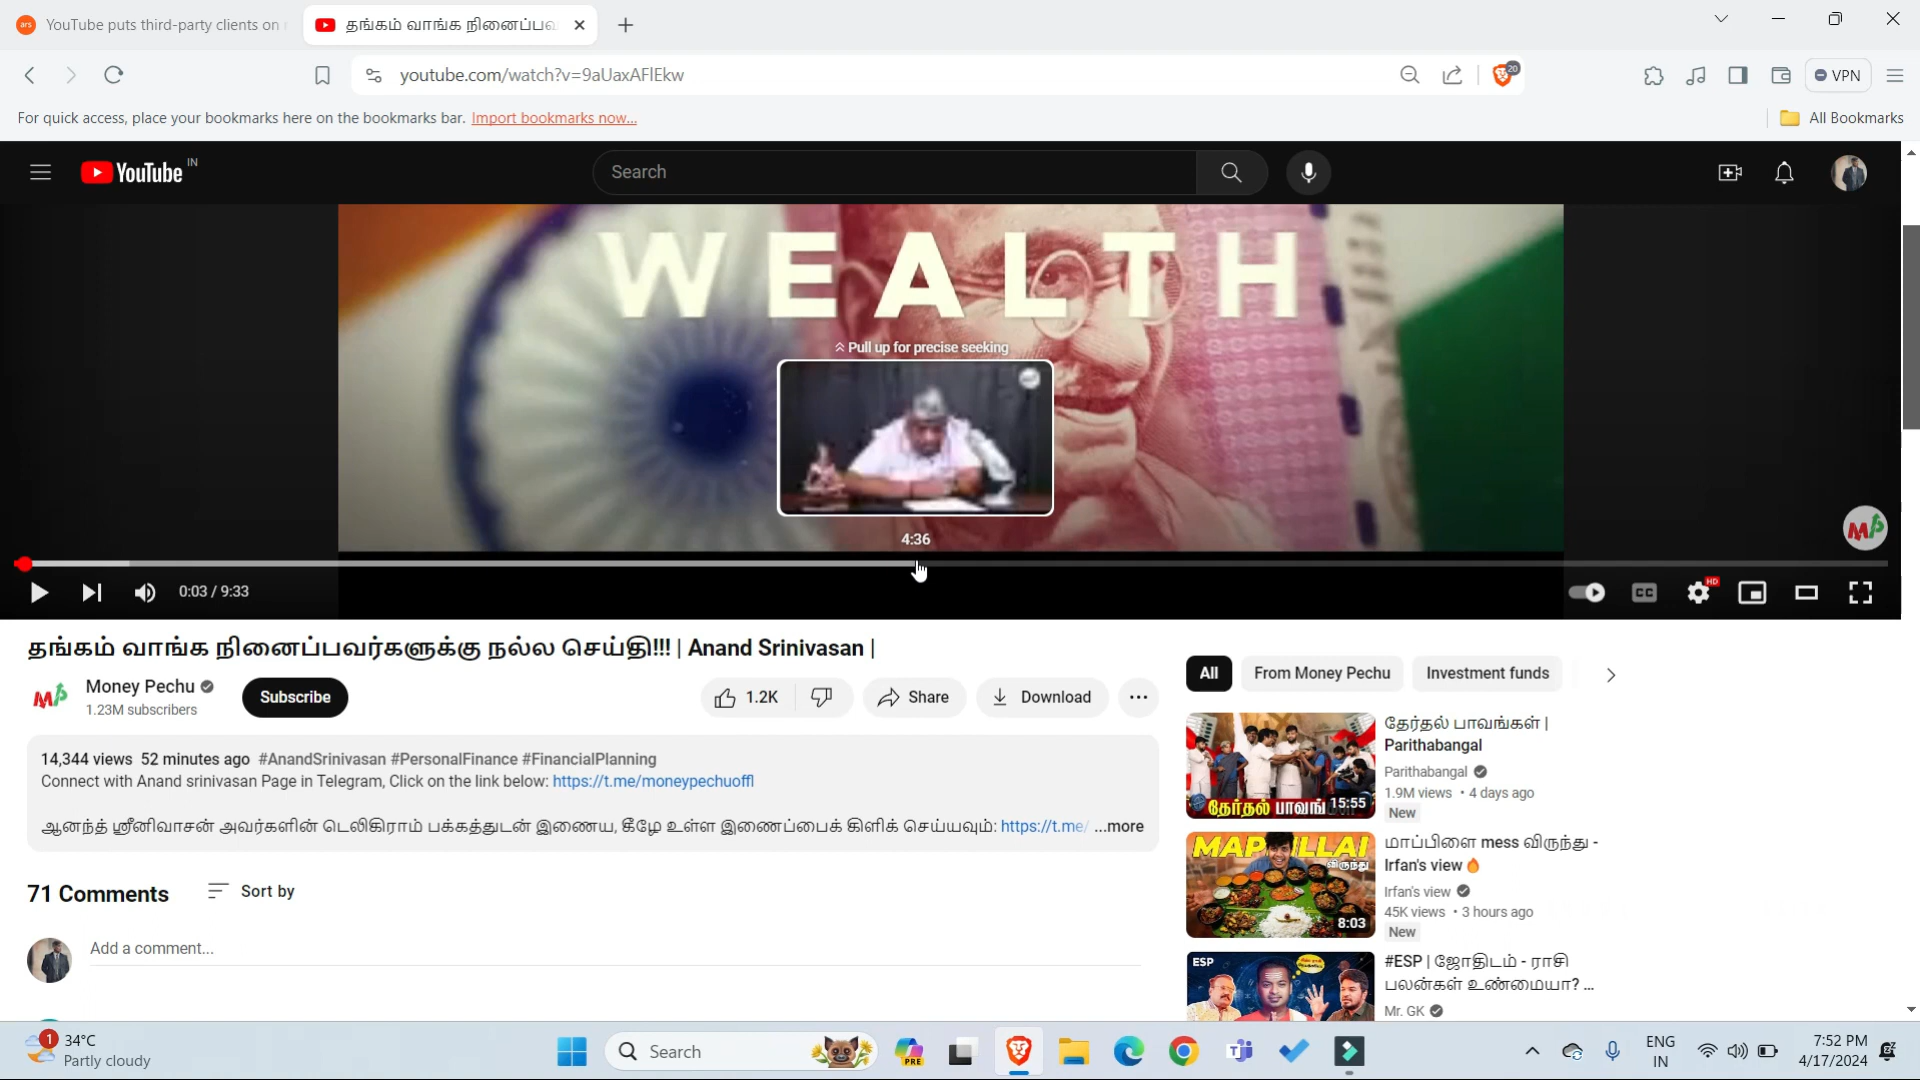 YouTube puts third-party clients on
தங்கம் வாங்க நினைப்பவ
youtube.com/watch?v=9aUaxAFlEkw
20
VPN
For quick access, place your bookmarks here on the bookmarks bar. Import bookmarks now...
All Bookmarks
YouTube IN
Search
WEALTH
Pull up for precise seeking
4:36
0:03 / 9:33
CC
HD
தங்கம் வாங்க நினைப்பவர்களுக்கு நல்ல செய்தி!!! | Anand Srinivasan |
Money Pechu
1.23M subscribers
Subscribe
1.2K
Share
Download
14,344 views 52 minutes ago #AnandSrinivasan #PersonalFinance #FinancialPlanning
Connect with Anand srinivasan Page in Telegram, Click on the link below: https://t.me/moneypechuoffl
ஆனந்த் ஸ்ரீனிவாசன் அவர்களின் டெலிகிராம் பக்கத்துடன் இணைய, கீழே உள்ள இணைப்பைக் கிளிக் செய்யவும்: https://t.me/ ...more
71 Comments
Sort by
Add a comment...
All
From Money Pechu
Investment funds
தேர்தல் பாவங்கள் |
Parithabangal
Parithabangal
1.9M views • 4 days ago
New
15:55
மாப்பிளை mess விருந்து -
Irfan's view🔥
Irfan's view
45K views • 3 hours ago
New
விருந்து
8:03
#ESP | ஜோதிடம் - ராசி
பலன்கள் உண்மையா? ...
Mr. GK
ESP
1
34°C
Partly cloudy
Search
PRE
ENG
IN
7:52 PM
4/17/2024